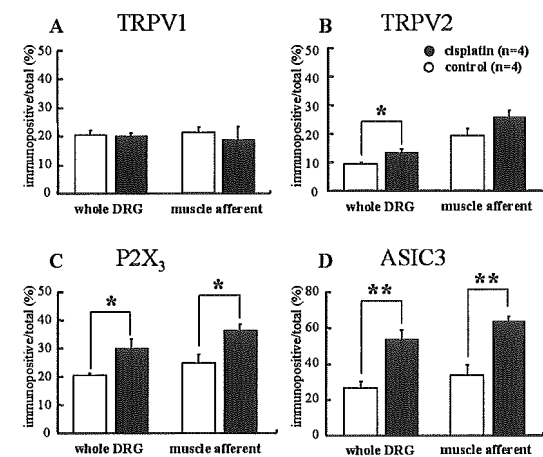 A TRPV1
immunopositive/total (%)
50
40
30
20
10
0
whole DRG muscle afferent
B TRPV2
immunopositive/total (%)
50
40
30
20
10
0
cisplatin (n=4)
control (n=4)
*
whole DRG muscle afferent
C P2X3
immunopositive/total (%)
50
40
30
20
10
0
*
*
whole DRG muscle afferent
D ASIC3
immunopositive/total (%)
80
60
40
20
0
**
**
whole DRG muscle afferent